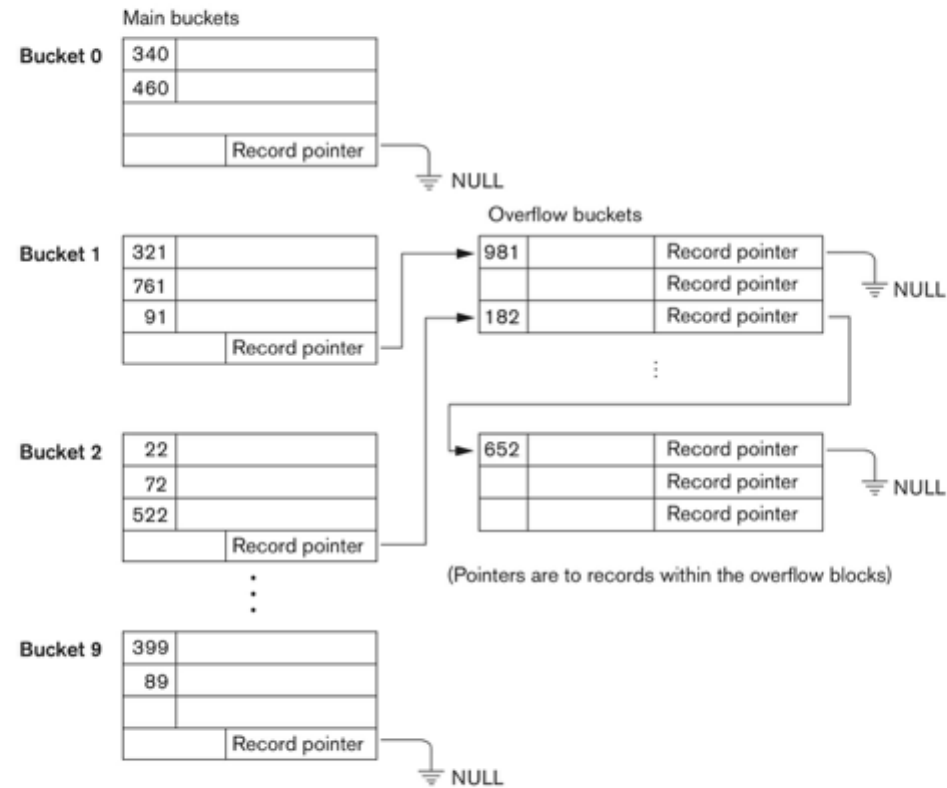 Main buckets
Bucket 0
340
460
Record pointer
NULL
Overflow buckets
Bucket 1
321
761
91
Record pointer
981 Record pointer
Record pointer
182 Record pointer
NULL
Bucket 2
22
72
522
Record pointer
652 Record pointer
Record pointer
Record pointer
NULL
(Pointers are to records within the overflow blocks)
Bucket 9
399
89
Record pointer
NULL